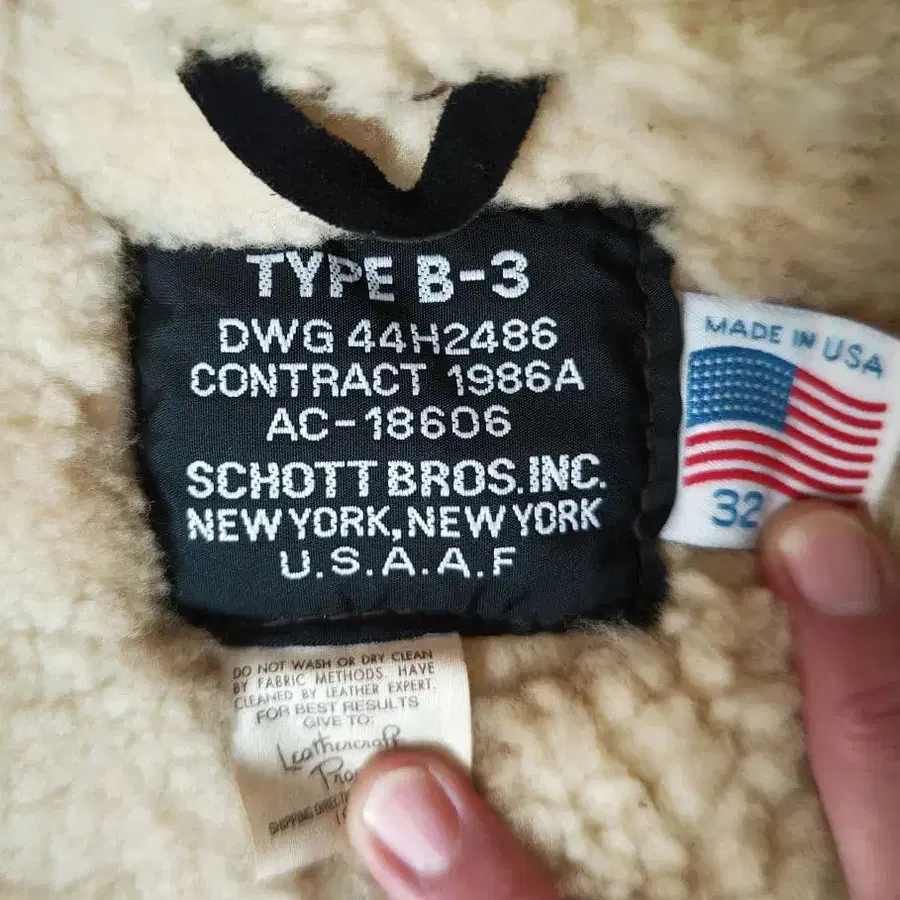 TYPE B-3
DWG 44H2486
CONTRACT 1986A
AC-18606
SCHOTT BROS. INC.
NEW YORK, NEW YORK
U.S.A.A.F
MADE IN USA
32
DO NOT WASH OR DRY CLEAN
BY FABRIC METHODS. HAVE
CLEANED BY LEATHER EXPERT.
FOR BEST RESULTS
GIVE TO:
Leathercraft
SHIPPING